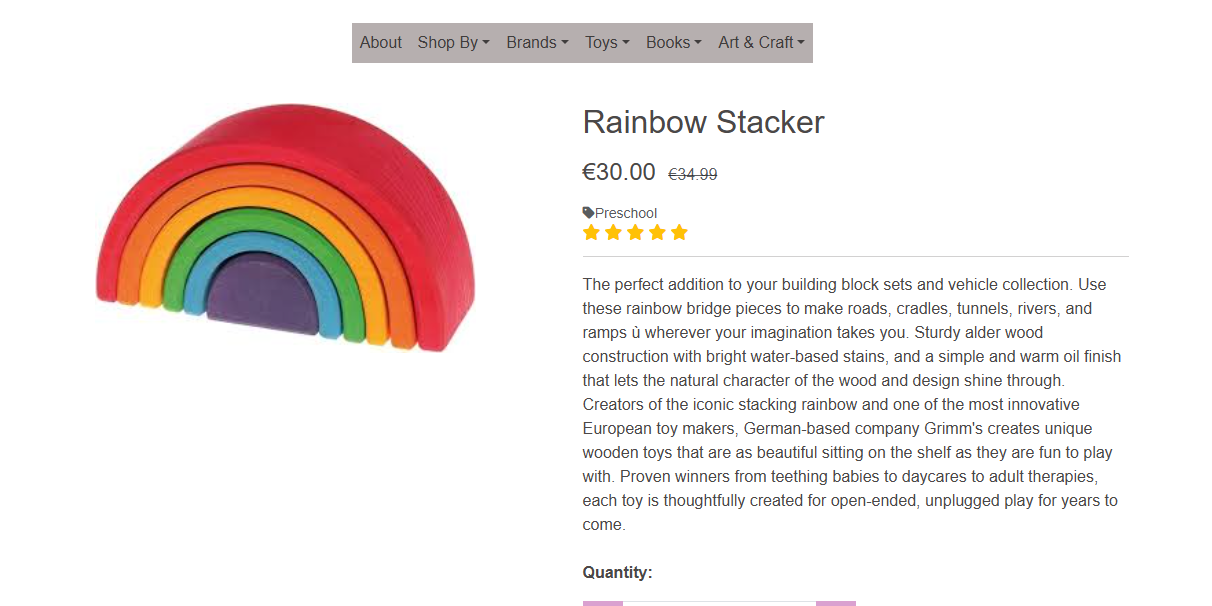 About Shop By Brands Toys Books Art & Craft
Rainbow Stacker
€30.00 €34.99
Preschool
The perfect addition to your building block sets and vehicle collection. Use
these rainbow bridge pieces to make roads, cradles, tunnels, rivers, and
ramps ù wherever your imagination takes you. Sturdy alder wood
construction with bright water-based stains, and a simple and warm oil finish
that lets the natural character of the wood and design shine through.
Creators of the iconic stacking rainbow and one of the most innovative
European toy makers, German-based company Grimm's creates unique
wooden toys that are as beautiful sitting on the shelf as they are fun to play
with. Proven winners from teething babies to daycares to adult therapies,
each toy is thoughtfully created for open-ended, unplugged play for years to
come.
Quantity: